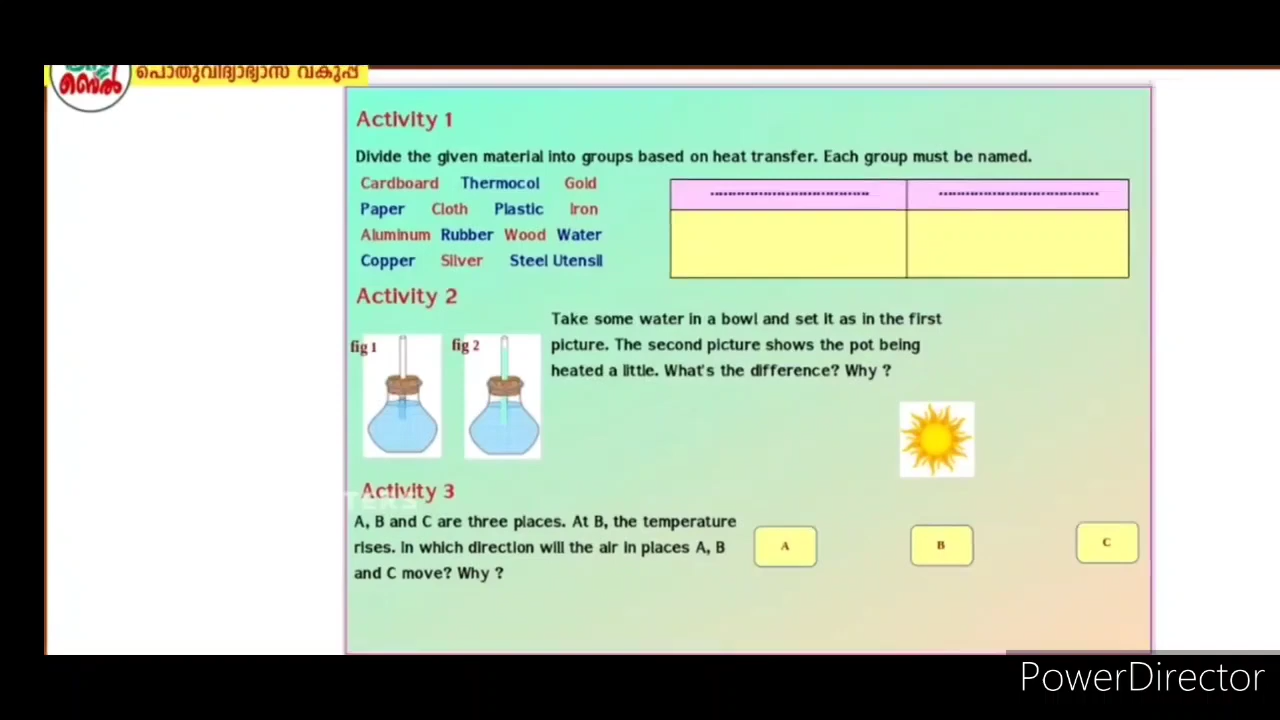 ബെൽ
പൊതുവിദ്യാഭ്യാസ വകുപ്പ്
Activity 1
Divide the given material into groups based on heat transfer. Each group must be named.
Cardboard Thermocol Gold
Paper Cloth Plastic Iron
Aluminum Rubber Wood Water
Copper Silver Steel Utensil
Activity 2
Take some water in a bowl and set it as in the first
picture. The second picture shows the pot being
heated a little. What's the difference? Why ?
fig 1
fig 2
Activity 3
A, B and C are three places. At B, the temperature
rises. In which direction will the air in places A, B
and C move? Why ?
A
B
C
PowerDirector